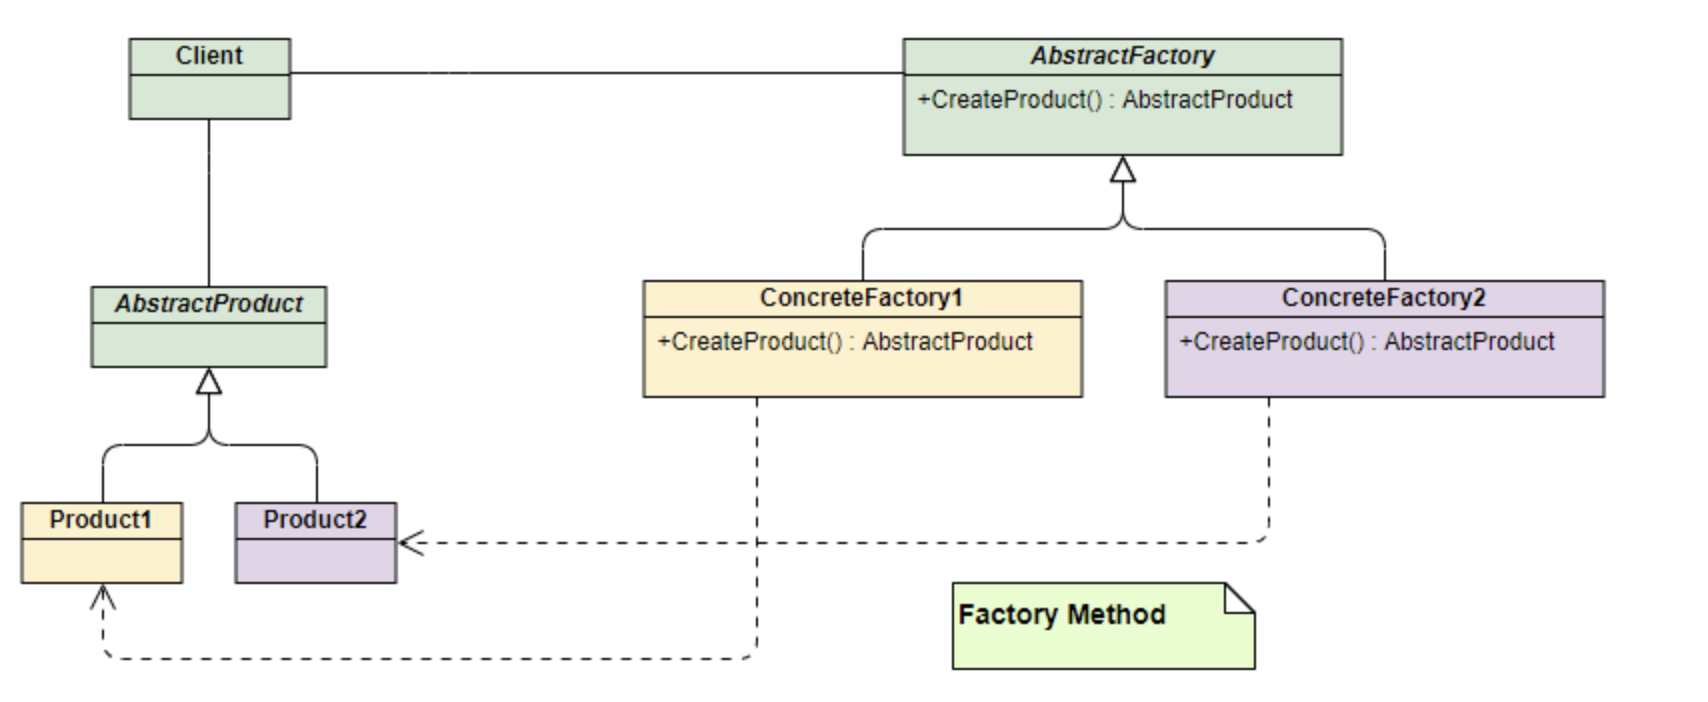 Client
AbstractFactory
+CreateProduct() : AbstractProduct
AbstractProduct
ConcreteFactory1
+CreateProduct() : AbstractProduct
ConcreteFactory2
+CreateProduct() : AbstractProduct
Product1
Product2
Factory Method